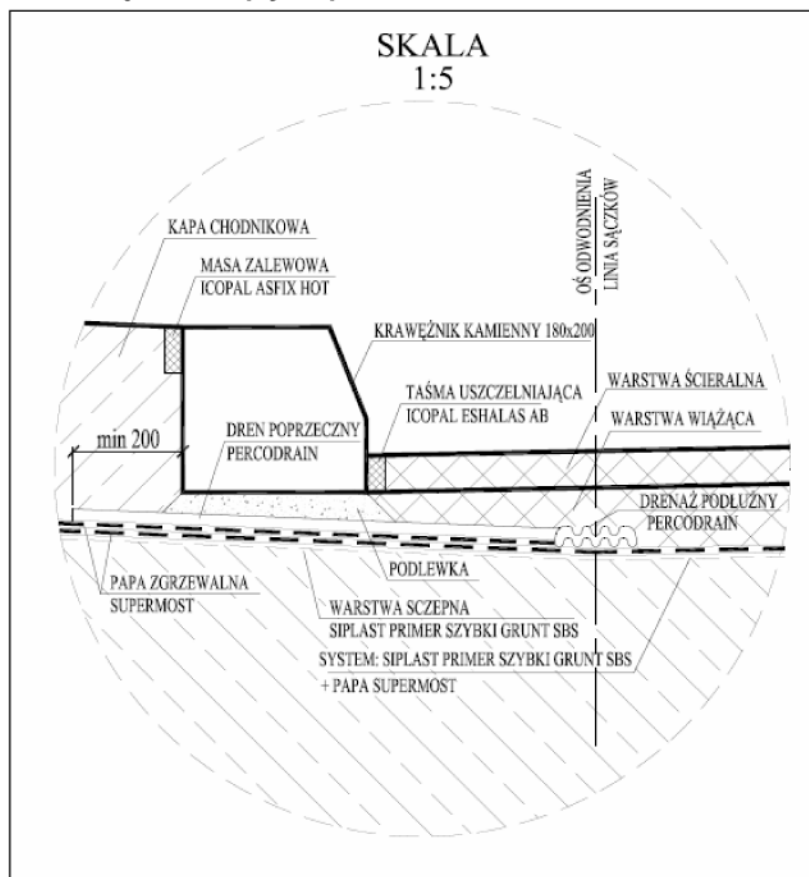 SKALA
1:5
OŚ ODWODNIENIA
LINIA SĄCZKÓW
KAPA CHODNIKOWA
MASA ZALEWOWA
ICOPAL ASFIX HOT
KRAWĘŻNIK KAMIENNY 180x200
TAŚMA USZCZELNIAJĄCA
ICOPAL ESHALAS AB
WARSTWA ŚCIERALNA
WARSTWA WIĄŻĄCA
min 200
DREN POPRZECZNY
PERCODRAIN
DRENAŻ PODŁUŻNY
PERCODRAIN
PAPA ZGRZEWALNA
SUPERMOST
PODLEWKA
WARSTWA SCZEPNA
SIPLAST PRIMER SZYBKI GRUNT SBS
SYSTEM: SIPLAST PRIMER SZYBKI GRUNT SBS
+ PAPA SUPERMOST